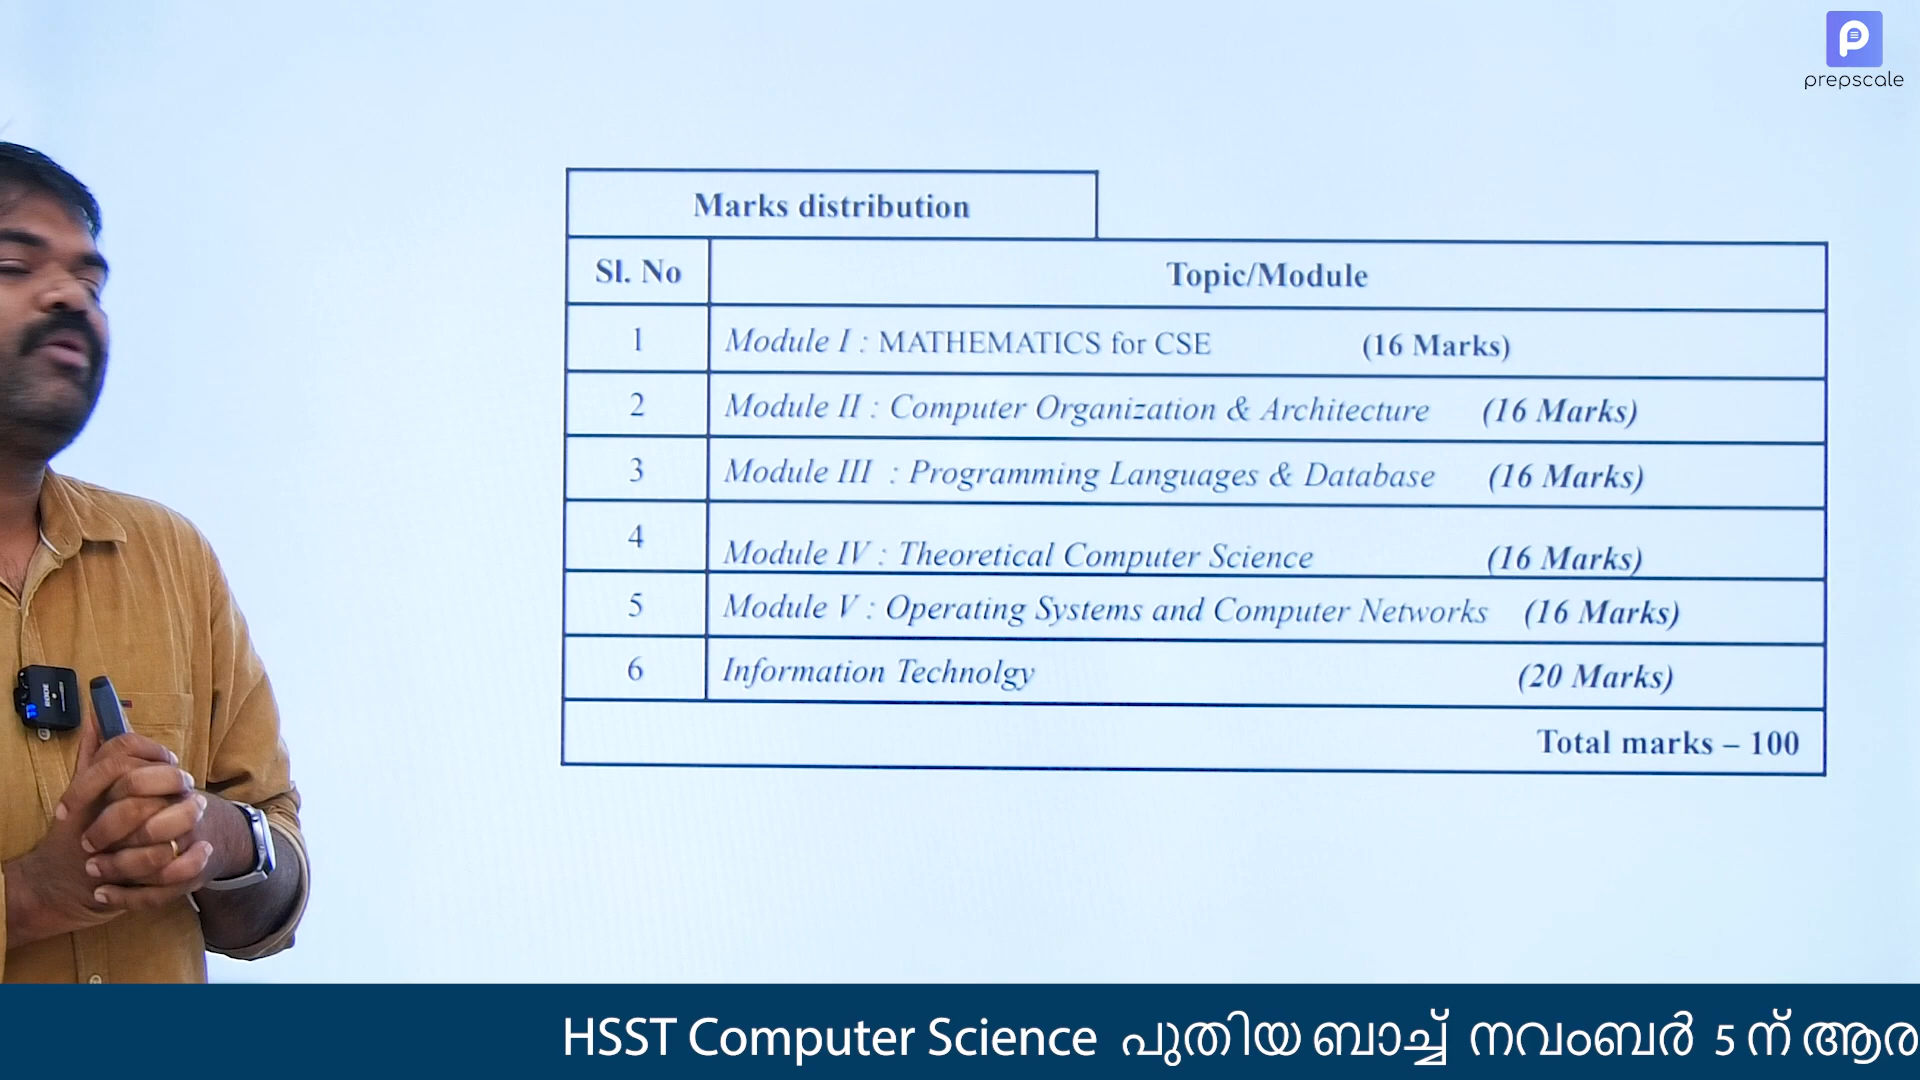 prepscale
Marks distribution
Sl. No Topic/Module
1 Module I : MATHEMATICS for CSE (16 Marks)
2 Module II : Computer Organization & Architecture (16 Marks)
3 Module III : Programming Languages & Database (16 Marks)
4 Module IV : Theoretical Computer Science (16 Marks)
5 Module V : Operating Systems and Computer Networks (16 Marks)
6 Information Technolgy (20 Marks)
Total marks – 100
HSST Computer Science പുതിയ ബാച്ച് നവംബർ 5 ന് ആര